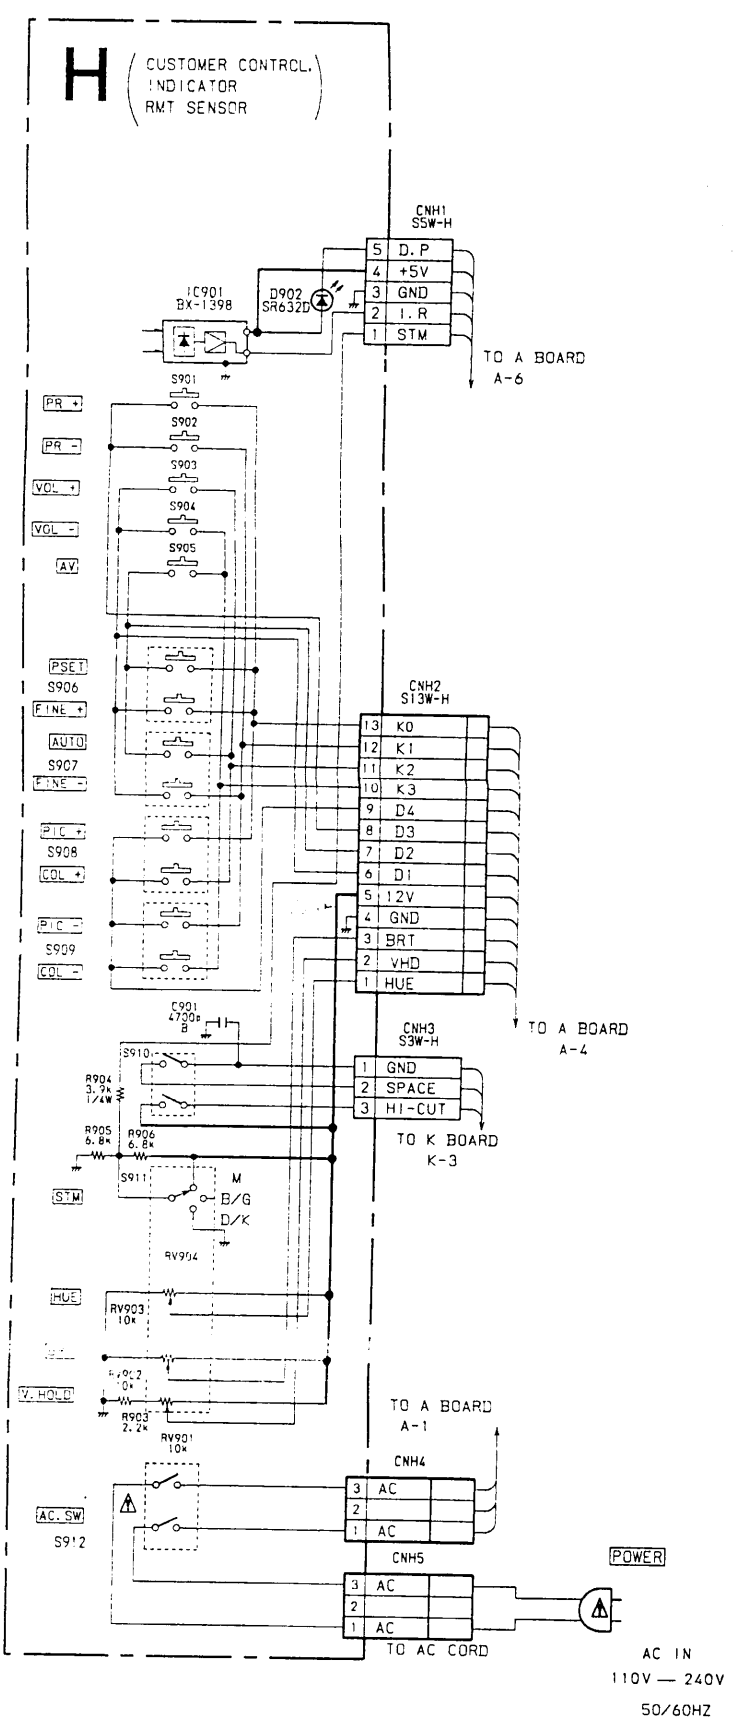 H
CUSTOMER CONTROL.
INDICATOR
RMT SENSOR
CNH1
S5W-H
5 D.P
4 +5V
3 GND
2 I.R
1 STM
TO A BOARD
A-6
IC901
BX-1398
D902
SR632D
S901
PR +
S902
PR -
S903
VOL +
S904
VOL -
S905
AV
PSET
S906
FINE +
AUTO
S907
FINE -
PIC +
S908
COL +
PIC -
S909
COL -
CNH2
S13W-H
13 K0
12 K1
11 K2
10 K3
9 D4
8 D3
7 D2
6 D1
5 12V
4 GND
3 BRT
2 VHD
1 HUE
TO A BOARD
A-4
C901
4700p
B
CNH3
S3W-H
1 GND
2 SPACE
3 HI-CUT
TO K BOARD
K-3
S910
R904
3.9k
1/4W
R905
6.8k
R906
6.8k
S911
STM
M
B/G
D/K
RV904
HUE
RV903
10k
RV902
10k
V.HOLD
R903
2.2k
RV901
10k
TO A BOARD
A-1
CNH4
3 AC
2
1 AC
AC.SW
S912
CNH5
3 AC
2
1 AC
TO AC CORD
POWER
AC IN
110V — 240V
50/60HZ